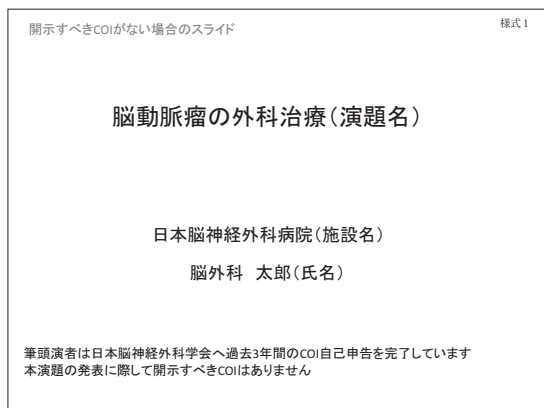 開示すべきCOIがない場合のスライド
様式1
脳動脈瘤の外科治療（演題名）
日本脳神経外科病院（施設名）
脳外科　太郎（氏名）
筆頭演者は日本脳神経外科学会へ過去3年間のCOI自己申告を完了しています
本演題の発表に際して開示すべきCOIはありません